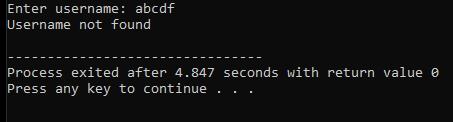 Enter username: abcdf
Username not found
--------------------------------
Process exited after 4.847 seconds with return value 0
Press any key to continue . . .